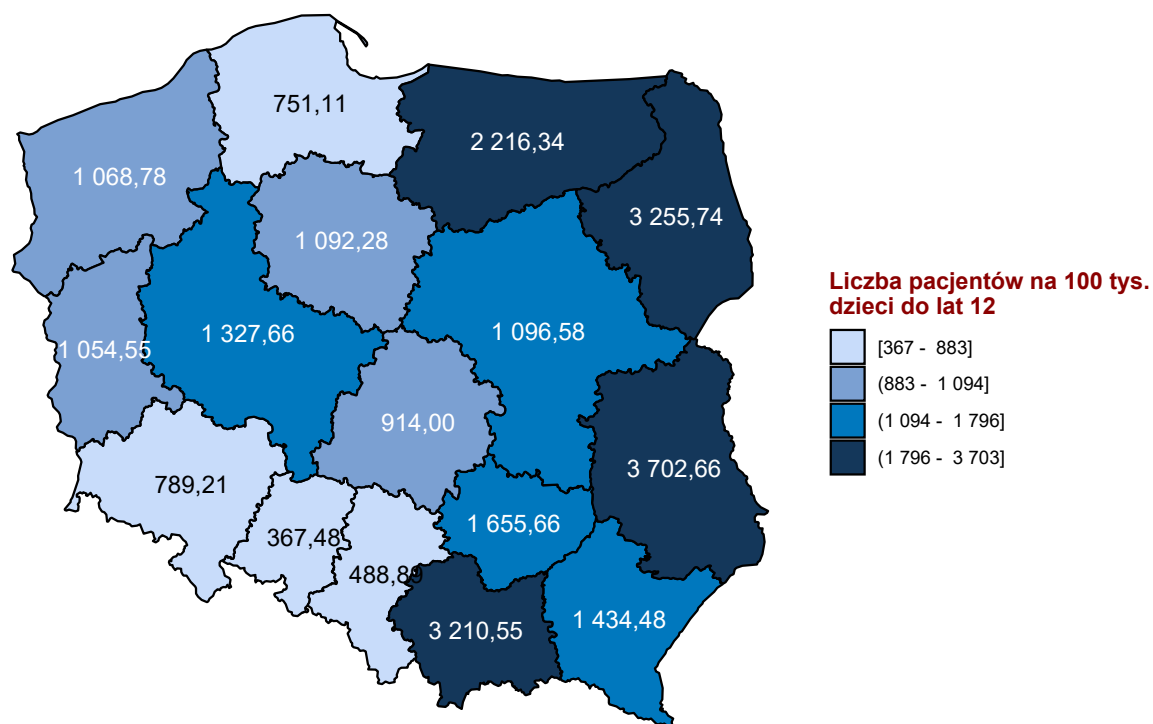 751,11
2 216,34
1 068,78
3 255,74
1 092,28
1 327,66
1 096,58
1 054,55
914,00
3 702,66
789,21
1 655,66
367,48
488,89
3 210,55
1 434,48
Liczba pacjentów na 100 tys.
dzieci do lat 12
[367 - 883]
(883 - 1 094]
(1 094 - 1 796]
(1 796 - 3 703]